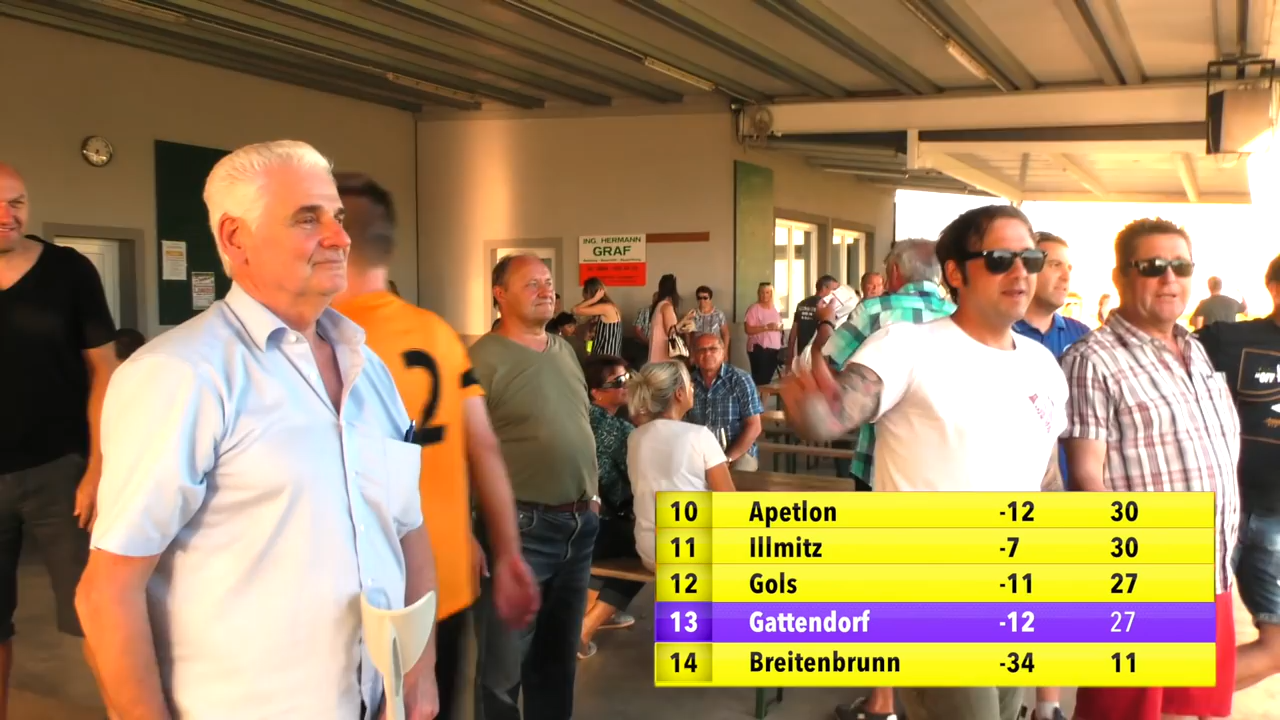 ING. HERMANN
GRAF
2
10 Apetlon -12 30
11 Illmitz -7 30
12 Gols -11 27
13 Gattendorf -12 27
14 Breitenbrunn -34 11